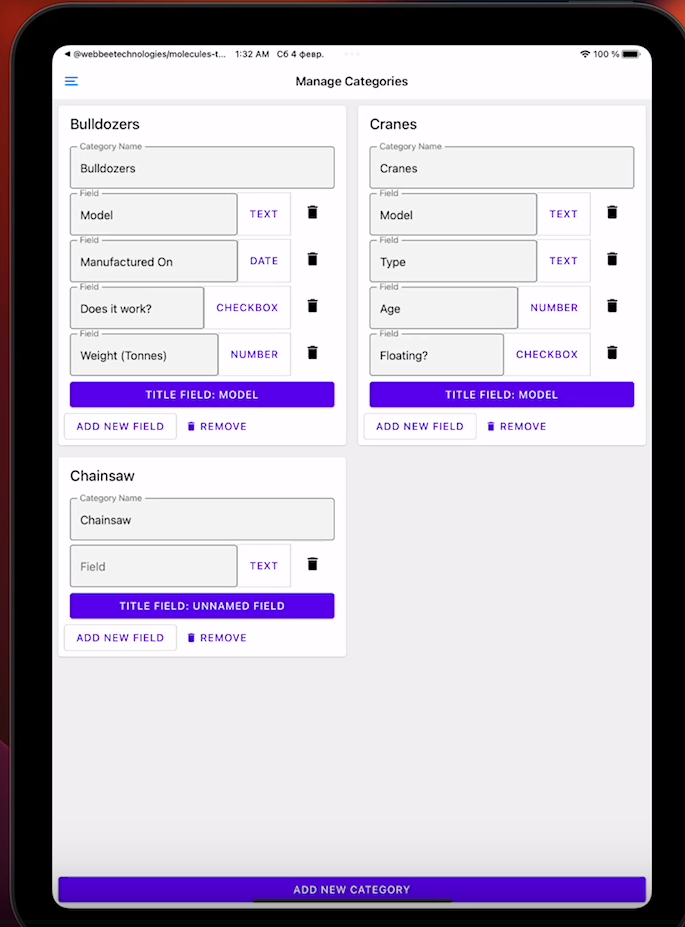 ◀ @webbeetechnologies/molecules-t... 1:32 AM Сб 4 февр. 100 %
Manage Categories
Bulldozers
Category Name
Bulldozers
Field
Model TEXT
Field
Manufactured On DATE
Field
Does it work? CHECKBOX
Field
Weight (Tonnes) NUMBER
TITLE FIELD: MODEL
ADD NEW FIELD REMOVE
Cranes
Category Name
Cranes
Field
Model TEXT
Field
Type TEXT
Field
Age NUMBER
Field
Floating? CHECKBOX
TITLE FIELD: MODEL
ADD NEW FIELD REMOVE
Chainsaw
Category Name
Chainsaw
Field TEXT
TITLE FIELD: UNNAMED FIELD
ADD NEW FIELD REMOVE
ADD NEW CATEGORY